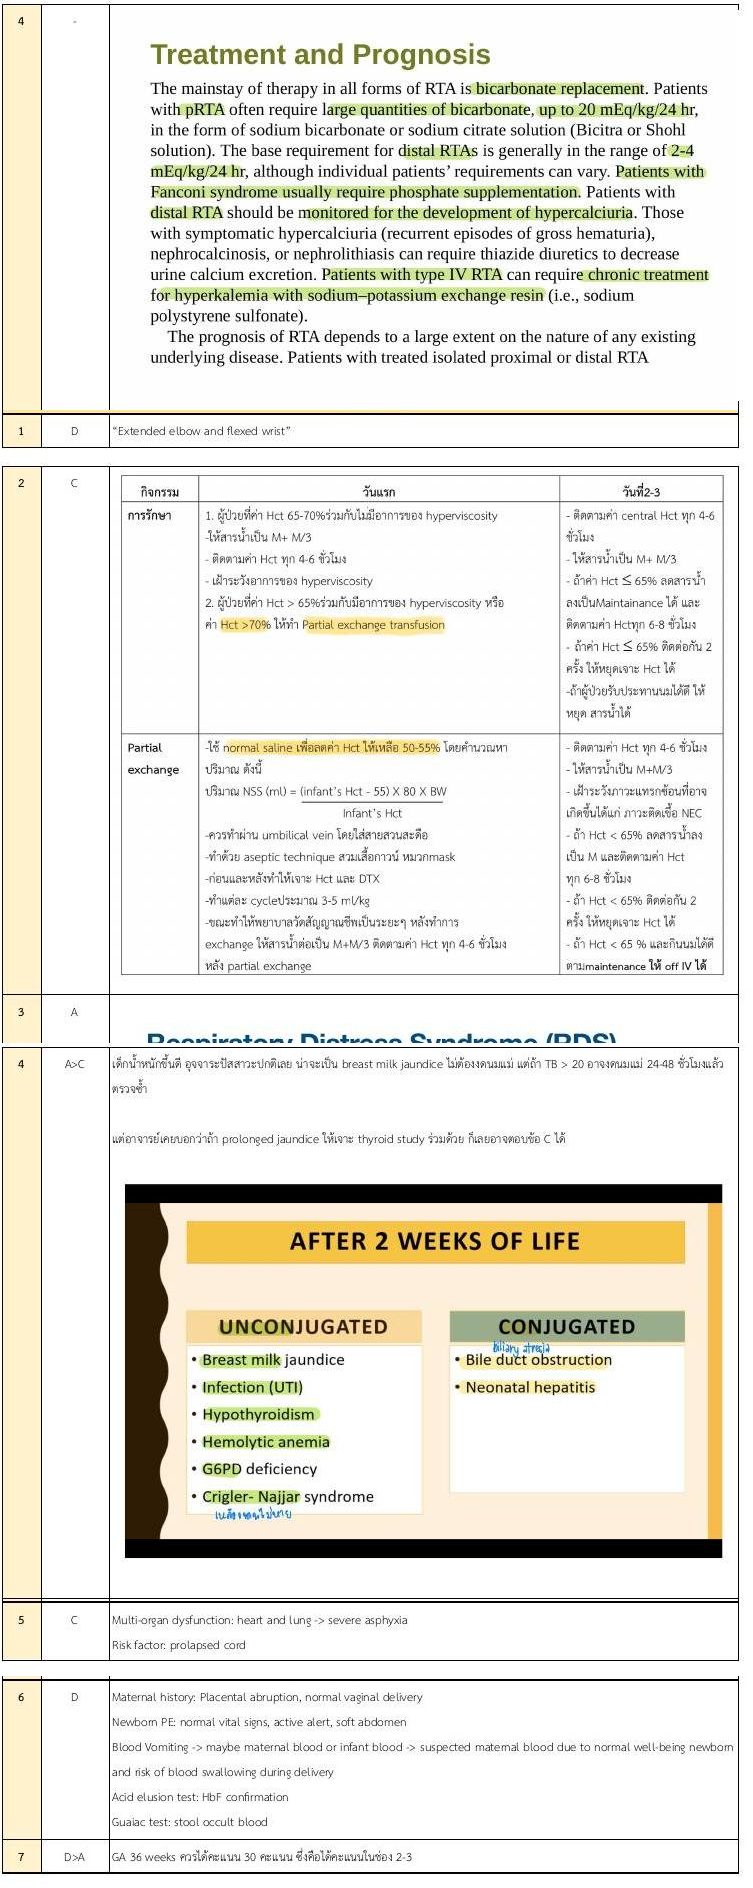 4 -
Treatment and Prognosis
The mainstay of therapy in all forms of RTA is bicarbonate replacement. Patients
with pRTA often require large quantities of bicarbonate, up to 20 mEq/kg/24 hr,
in the form of sodium bicarbonate or sodium citrate solution (Bicitra or Shohl
solution). The base requirement for distal RTAs is generally in the range of 2-4
mEq/kg/24 hr, although individual patients' requirements can vary. Patients with
Fanconi syndrome usually require phosphate supplementation. Patients with
distal RTA should be monitored for the development of hypercalciuria. Those
with symptomatic hypercalciuria (recurrent episodes of gross hematuria),
nephrocalcinosis, or nephrolithiasis can require thiazide diuretics to decrease
urine calcium excretion. Patients with type IV RTA can require chronic treatment
for hyperkalemia with sodium–potassium exchange resin (i.e., sodium
polystyrene sulfonate).
The prognosis of RTA depends to a large extent on the nature of any existing
underlying disease. Patients with treated isolated proximal or distal RTA
1 D "Extended elbow and flexed wrist"
2 C
กิจกรรม วันแรก วันที่2-3
การรักษา
1. ผู้ป่วยที่ค่า Hct 65-70%ร่วมกับไม่มีอาการของ hyperviscosity
-ให้สารน้ำเป็น M+ M/3
- ติดตามค่า Hct ทุก 4-6 ชั่วโมง
- เฝ้าระวังอาการของ hyperviscosity
2. ผู้ป่วยที่ค่า Hct > 65%ร่วมกับมีอาการของ hyperviscosity หรือ
ค่า Hct >70% ให้ทำ Partial exchange transfusion
- ติดตามค่า central Hct ทุก 4-6
ชั่วโมง
- ให้สารน้ำเป็น M+ M/3
- ถ้าค่า Hct ≤ 65% ลดสารน้ำ
ลงเป็นMaintainance ได้ และ
ติดตามค่า Hctทุก 6-8 ชั่วโมง
- ถ้าค่า Hct ≤ 65% ติดต่อกัน 2
ครั้ง ให้หยุดเจาะ Hct ได้
-ถ้าผู้ป่วยรับประทานนมได้ดี ให้
หยุด สารน้ำได้
Partial
exchange
-ใช้ normal saline เพื่อลดค่า Hct ให้เหลือ 50-55% โดยคำนวณหา
ปริมาณ ดังนี้
ปริมาณ NSS (ml) = (infant's Hct - 55) X 80 X BW
Infant's Hct
-ควรทำผ่าน umbilical vein โดยใส่สายสวนสะดือ
-ทำด้วย aseptic technique สวมเสื้อกาวน์ หมวกmask
-ก่อนและหลังทำให้เจาะ Hct และ DTX
-ทำแต่ละ cycleประมาณ 3-5 ml/kg
-ขณะทำให้พยาบาลวัดสัญญาณชีพเป็นระยะๆ หลังทำการ
exchange ให้สารน้ำต่อเป็น M+M/3 ติดตามค่า Hct ทุก 4-6 ชั่วโมง
หลัง partial exchange
- ติดตามค่า Hct ทุก 4-6 ชั่วโมง
- ให้สารน้ำเป็น M+M/3
- เฝ้าระวังภาวะแทรกซ้อนที่อาจ
เกิดขึ้นได้แก่ ภาวะติดเชื้อ NEC
- ถ้า Hct < 65% ลดสารน้ำลง
เป็น M และติดตามค่า Hct
ทุก 6-8 ชั่วโมง
- ถ้า Hct < 65% ติดต่อกัน 2
ครั้ง ให้หยุดเจาะ Hct ได้
- ถ้า Hct < 65 % และกินนมได้ดี
ตามmaintenance ให้ off IV ได้
3 A
Respiratory Distress Syndrome (RDS)
4 A>C เด็กน้ำหนักขึ้นดี อุจจาระปัสสาวะปกติเลย น่าจะเป็น breast milk jaundice ไม่ต้องงดนมแม่ แต่ถ้า TB > 20 อาจงดนมแม่ 24-48 ชั่วโมงแล้ว
ตรวจซ้ำ
แต่อาจารย์เคยบอกว่าถ้า prolonged jaundice ให้เจาะ thyroid study ร่วมด้วย ก็เลยอาจตอบข้อ C ได้
AFTER 2 WEEKS OF LIFE
UNCONJUGATED
• Breast milk jaundice
• Infection (UTI)
• Hypothyroidism
• Hemolytic anemia
• G6PD deficiency
• Crigler- Najjar syndrome
CONJUGATED
biliary atresia
• Bile duct obstruction
• Neonatal hepatitis
5 C Multi-organ dysfunction: heart and lung -> severe asphyxia
Risk factor: prolapsed cord
6 D Maternal history: Placental abruption, normal vaginal delivery
Newborn PE: normal vital signs, active alert, soft abdomen
Blood Vomiting -> maybe maternal blood or infant blood -> suspected maternal blood due to normal well-being newborn
and risk of blood swallowing during delivery
Acid elusion test: HbF confirmation
Guaiac test: stool occult blood
7 D>A GA 36 weeks ควรได้คะแนน 30 คะแนน ซึ่งคือได้คะแนนในช่อง 2-3